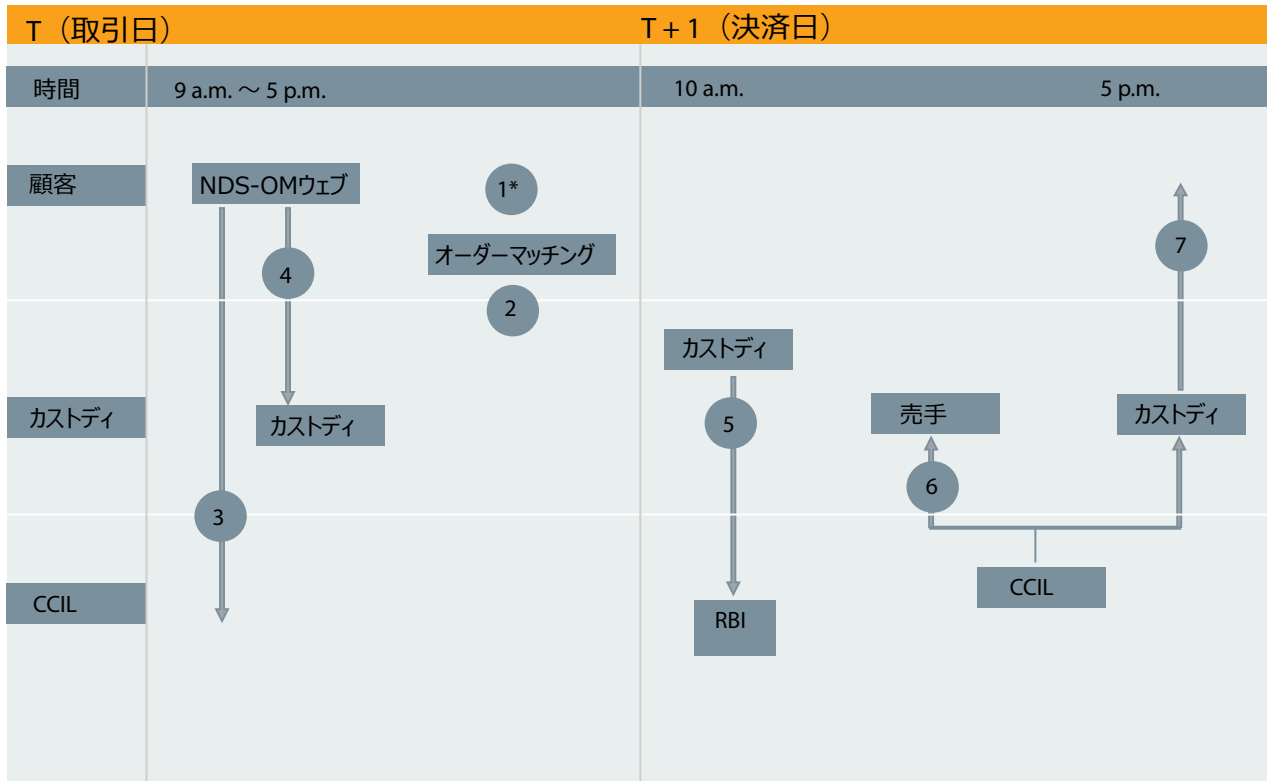 T（取引日）
T + 1（決済日）
時間
9 a.m. ～ 5 p.m.
10 a.m.
5 p.m.
顧客
NDS-OMウェブ
1*
オーダーマッチング
4
2
7
カストディ
カストディ
カストディ
5
売手
カストディ
6
3
CCIL
RBI
CCIL